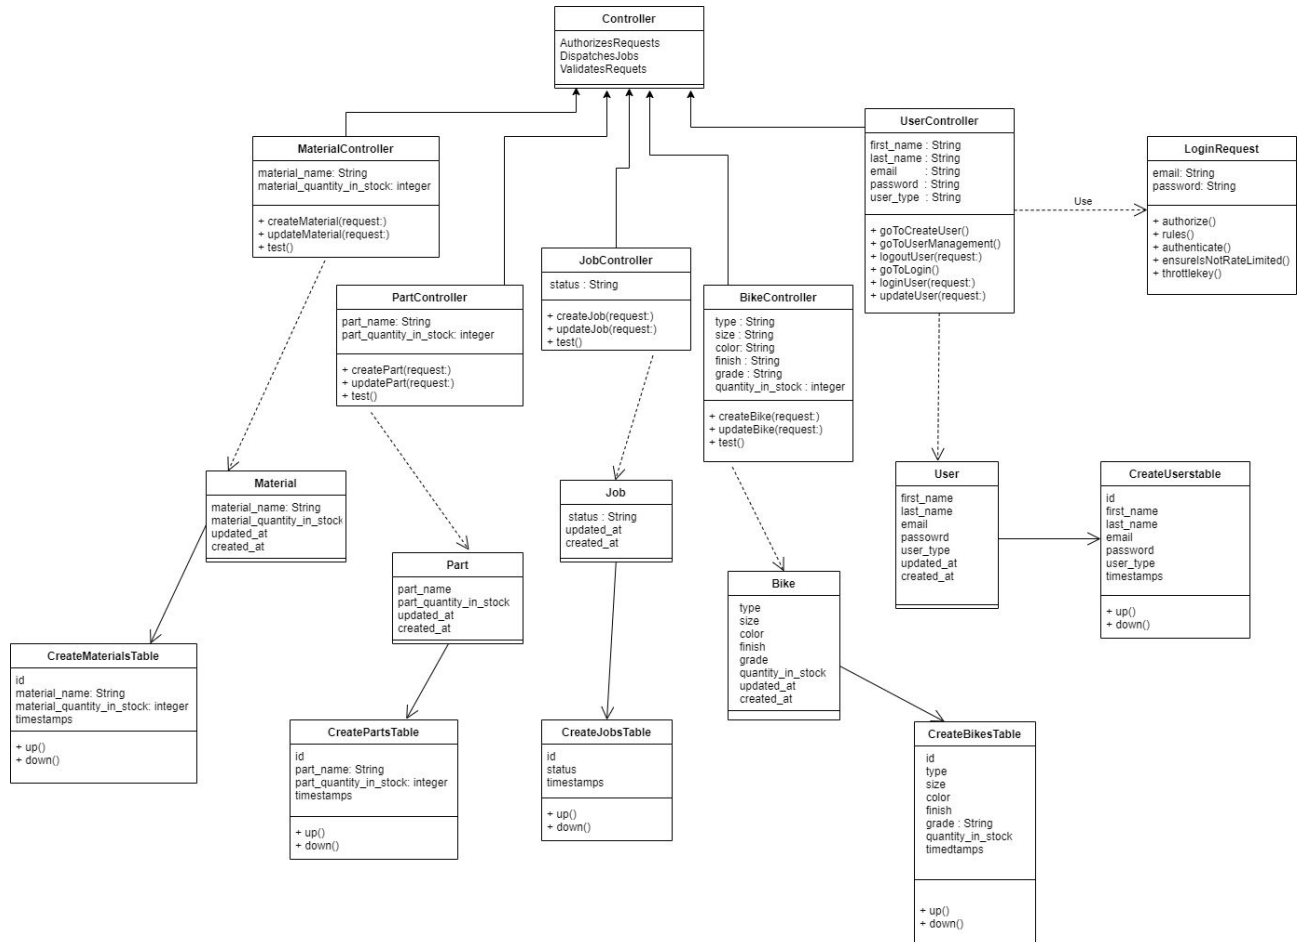 Controller
AuthorizesRequests
DispatchesJobs
ValidatesRequets
MaterialController
material_name: String
material_quantity_in_stock: integer
+ createMaterial(request:)
+ updateMaterial(request:)
+ test()
PartController
part_name: String
part_quantity_in_stock: integer
+ createPart(request:)
+ updatePart(request:)
+ test()
JobController
status : String
+ createJob(request:)
+ updateJob(request:)
+ test()
BikeController
type : String
size : String
color: String
finish : String
grade : String
quantity_in_stock : integer
+ createBike(request:)
+ updateBike(request:)
+ test()
UserController
first_name : String
last_name : String
email : String
password : String
user_type : String
+ goToCreateUser()
+ goToUserManagement()
+ logoutUser(request:)
+ goToLogin()
+ loginUser(request:)
+ updateUser(request:)
Use
LoginRequest
email: String
password: String
+ authorize()
+ rules()
+ authenticate()
+ ensureIsNotRateLimited()
+ throttlekey()
Material
material_name: String
material_quantity_in_stock
updated_at
created_at
Part
part_name
part_quantity_in_stock
updated_at
created_at
Job
status : String
updated_at
created_at
Bike
type
size
color
finish
grade
quantity_in_stock
updated_at
created_at
User
first_name
last_name
email
passowrd
user_type
updated_at
created_at
CreateUserstable
id
first_name
last_name
email
password
user_type
timestamps
+ up()
+ down()
CreateMaterialsTable
id
material_name: String
material_quantity_in_stock: integer
timestamps
+ up()
+ down()
CreatePartsTable
id
part_name: String
part_quantity_in_stock: integer
timestamps
+ up()
+ down()
CreateJobsTable
id
status
timestamps
+ up()
+ down()
CreateBikesTable
id
type
size
color
finish
grade : String
quantity_in_stock
timedtamps
+ up()
+ down()